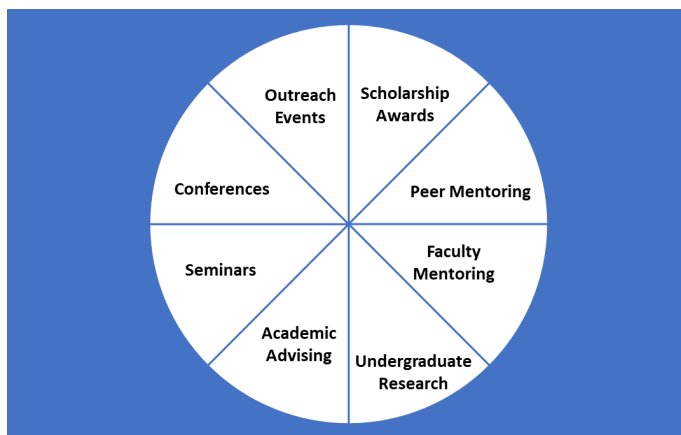 Outreach
Events
Scholarship
Awards
Conferences
Peer Mentoring
Seminars
Faculty
Mentoring
Academic
Advising
Undergraduate
Research